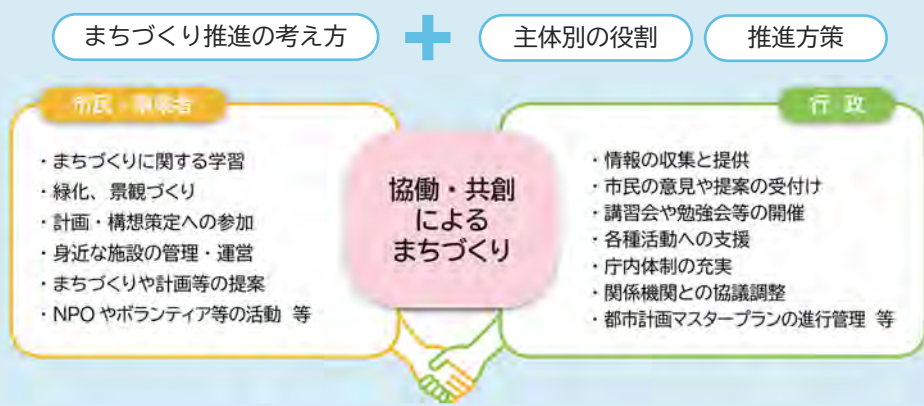 まちづくり推進の考え方
主体別の役割
推進方策
市民・事業者
・まちづくりに関する学習
・緑化、景観づくり
・計画・構想策定への参加
・身近な施設の管理・運営
・まちづくりや計画等の提案
・NPOやボランティア等の活動 等
協働・共創
による
まちづくり
行 政
・情報の収集と提供
・市民の意見や提案の受付け
・講習会や勉強会等の開催
・各種活動への支援
・庁内体制の充実
・関係機関との協議調整
・都市計画マスタープランの進行管理 等